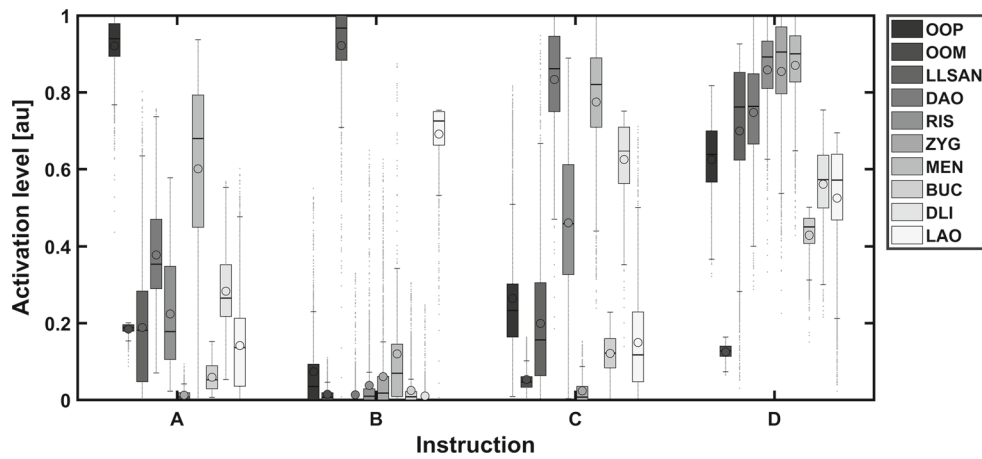 1
0.8
0.6
0.4
0.2
0
Activation level [au]
A B C D
Instruction
OOP
OOM
LLSAN
DAO
RIS
ZYG
MEN
BUC
DLI
LAO